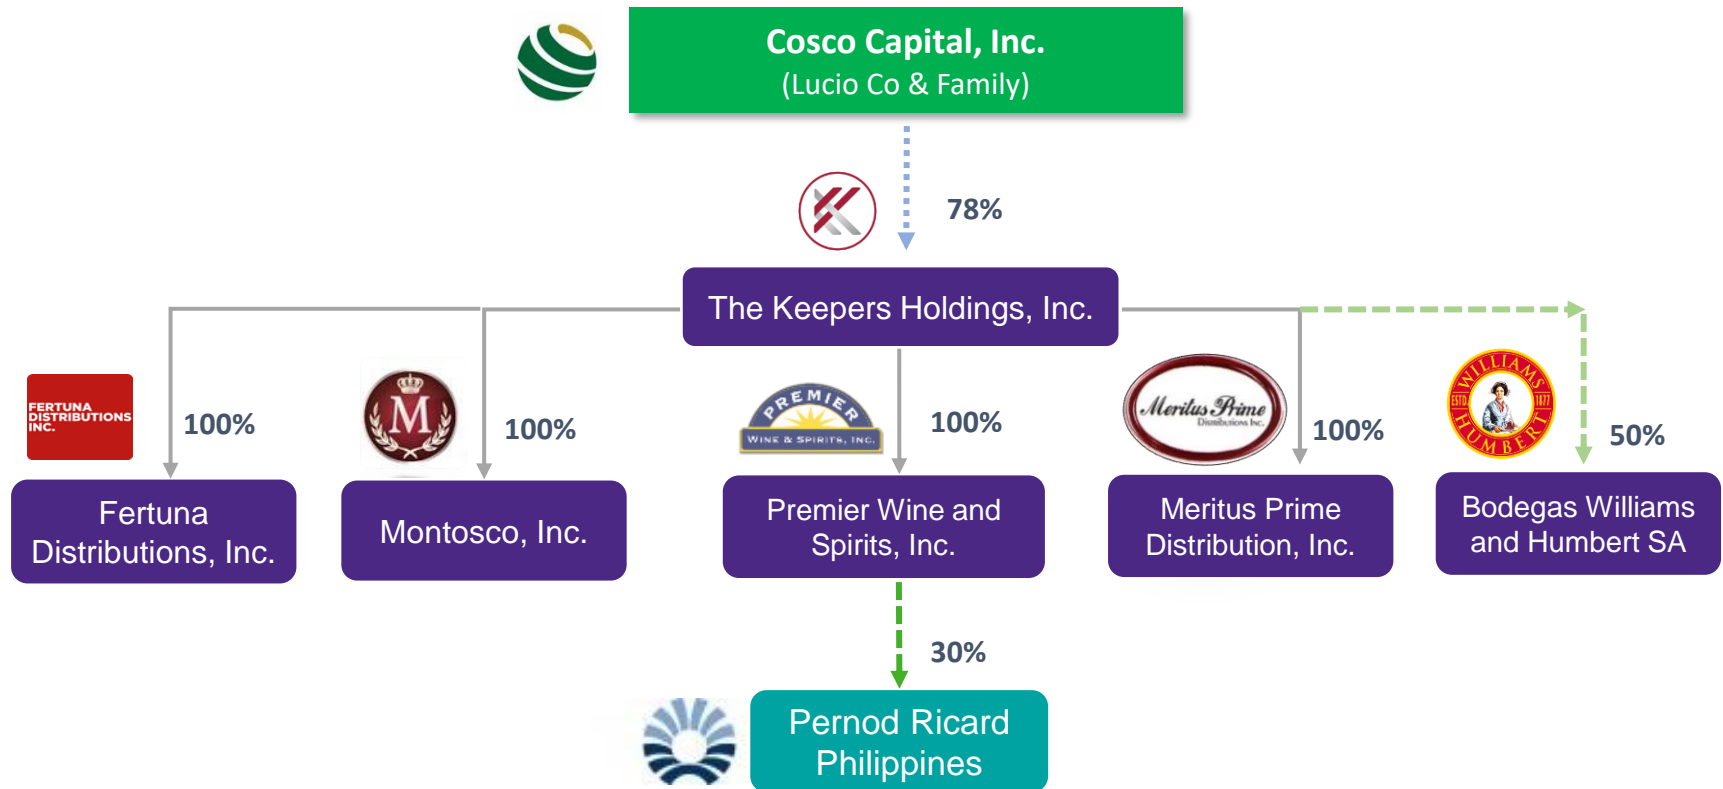 Cosco Capital, Inc.
(Lucio Co & Family)
78%
The Keepers Holdings, Inc.
FERTUNA
DISTRIBUTIONS
INC.
100%
M
100%
PREMIER
WINE & SPIRITS, INC.
100%
Meritus Prime
Distributions Inc.
100%
WILLIAMS
ESTD. 1877
HUMBERT
50%
Fertuna
Distributions, Inc.
Montosco, Inc.
Premier Wine and
Spirits, Inc.
Meritus Prime
Distribution, Inc.
Bodegas Williams
and Humbert SA
30%
Pernod Ricard
Philippines